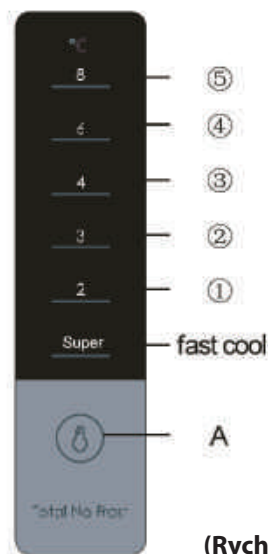 °C
8 ⑤
6 ④
4 ③
3 ②
2 ①
Super fast cool
A
Total No Frost
(Rych